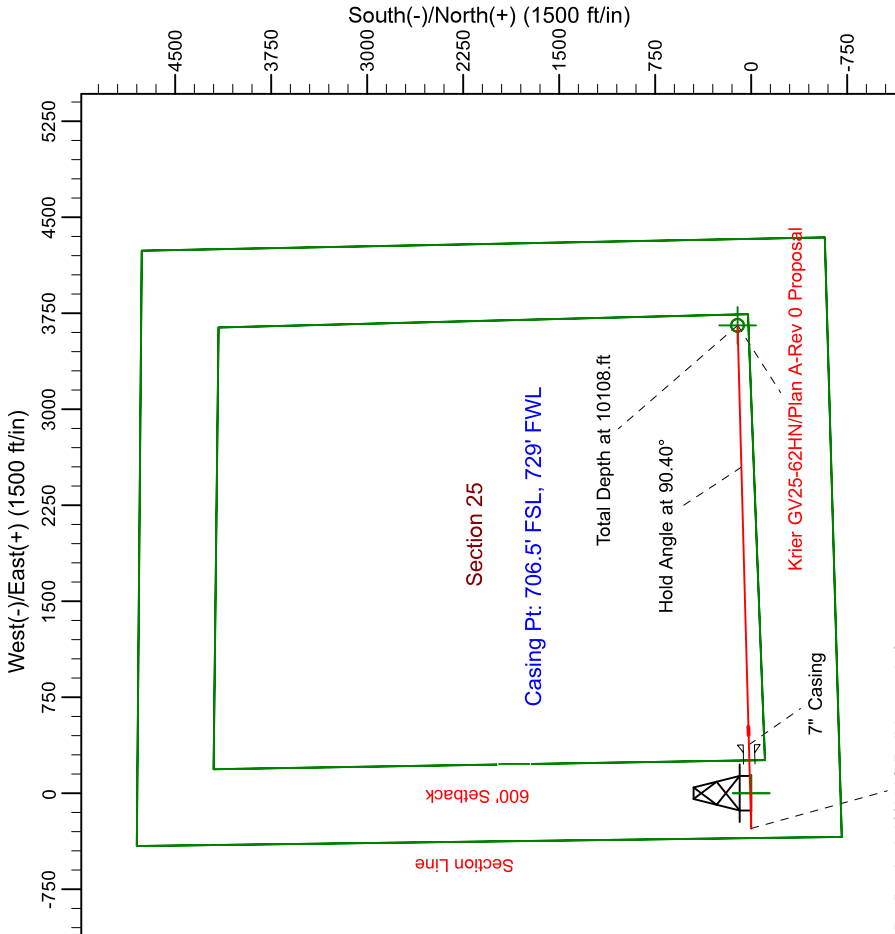 South(-)/North(+) (1500 ft/in)
4500
3750
3000
2250
1500
750
0
-750
West(-)/East(+) (1500 ft/in)
5250
4500
3750
3000
2250
1500
750
0
-750
Section 25
Casing Pt: 706.5' FSL, 729' FWL
Total Depth at 10108.ft
Hold Angle at 90.40°
Krier GV25-62HN/Plan A-Rev 0 Proposal
7" Casing
600' Setback
Section Line